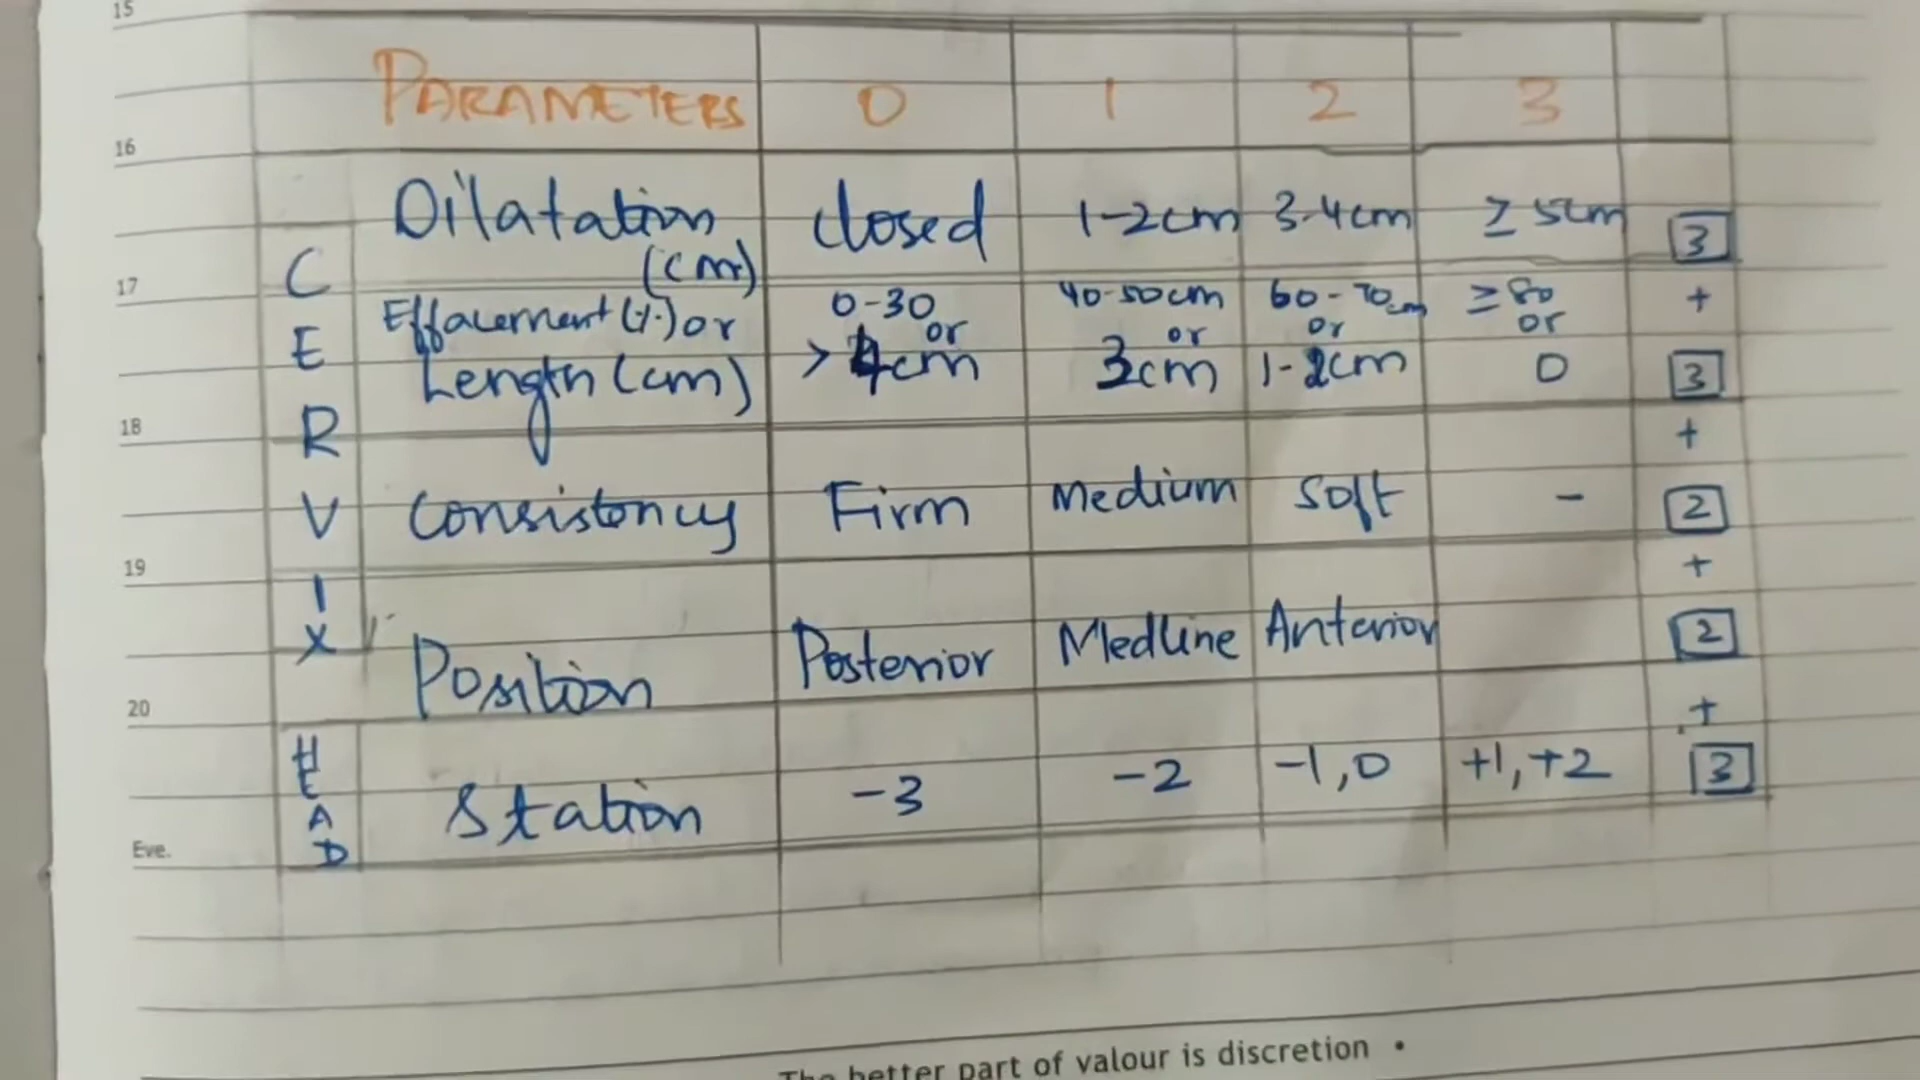 15
PARAMETERS 0 1 2 3
16
Dilatation (cm) closed 1-2cm 3-4cm ≥ 5cm 3
17
+
Effacement (%) or 0-30 or 40-50cm or 60-70cm or ≥ 80 or
Length (cm) > 4cm 3cm 1-2cm 0 3
18
+
Consistency Firm Medium Soft - 2
19
+
Position Posterior Medline Anterior 2
20
+
Station -3 -2 -1,0 +1,+2 3
Eve.
CERVIX
HEAD
The better part of valour is discretion •